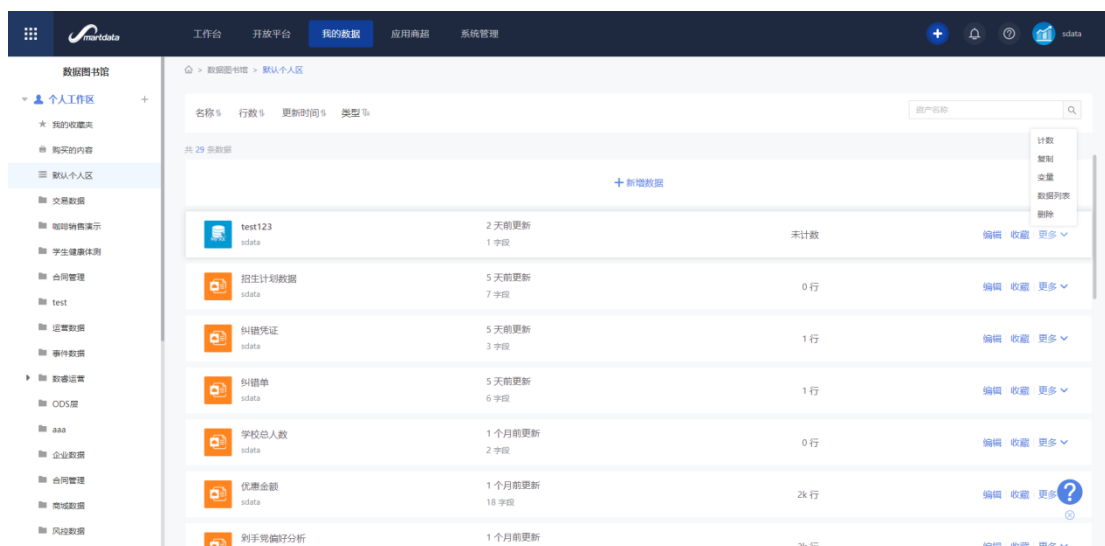 Smartdata
工作台 开放平台 我的数据 应用商超 系统管理 sdata
数据图书馆
个人工作区
我的收藏夹
购买的内容
默认个人区
交易数据
咖啡销售演示
学生健康体测
合同管理
test
运营数据
事件数据
数睿运营
ODS层
aaa
企业数据
合同管理
商城数据
风控数据
> 数据图书馆 > 默认个人区
名称 行数 更新时间 类型 资产名称
计数
复制
变量
数据列表
删除
共 29 条数据
+ 新增数据
test123 2 天前更新
sdata 1 字段 未计数 编辑 收藏 更多
招生计划数据 5 天前更新
sdata 7 字段 0 行 编辑 收藏 更多
纠错凭证 5 天前更新
sdata 3 字段 1 行 编辑 收藏 更多
纠错单 5 天前更新
sdata 6 字段 1 行 编辑 收藏 更多
学校总人数 1 个月前更新
sdata 2 字段 0 行 编辑 收藏 更多
优惠金额 1 个月前更新
sdata 18 字段 2k 行 编辑 收藏 更多
剁手党偏好分析 1 个月前更新